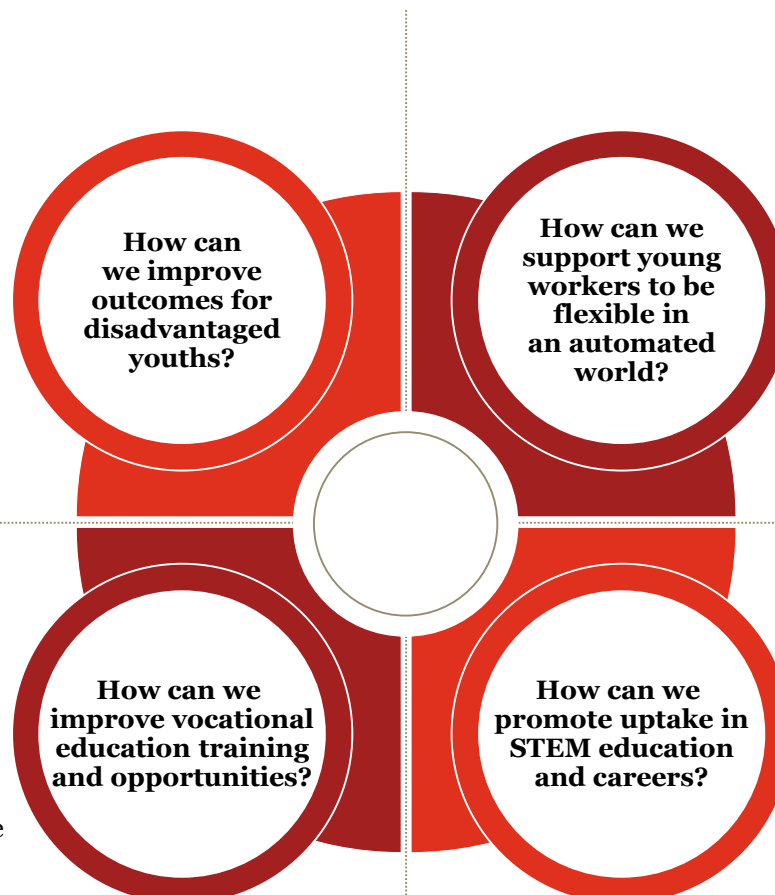 How can
we improve
outcomes for
disadvantaged
youths?
How can we
support young
workers to be
flexible in
an automated
world?
How can we
improve vocational
education training
and opportunities?
How can we
promote uptake in
STEM education
and careers?